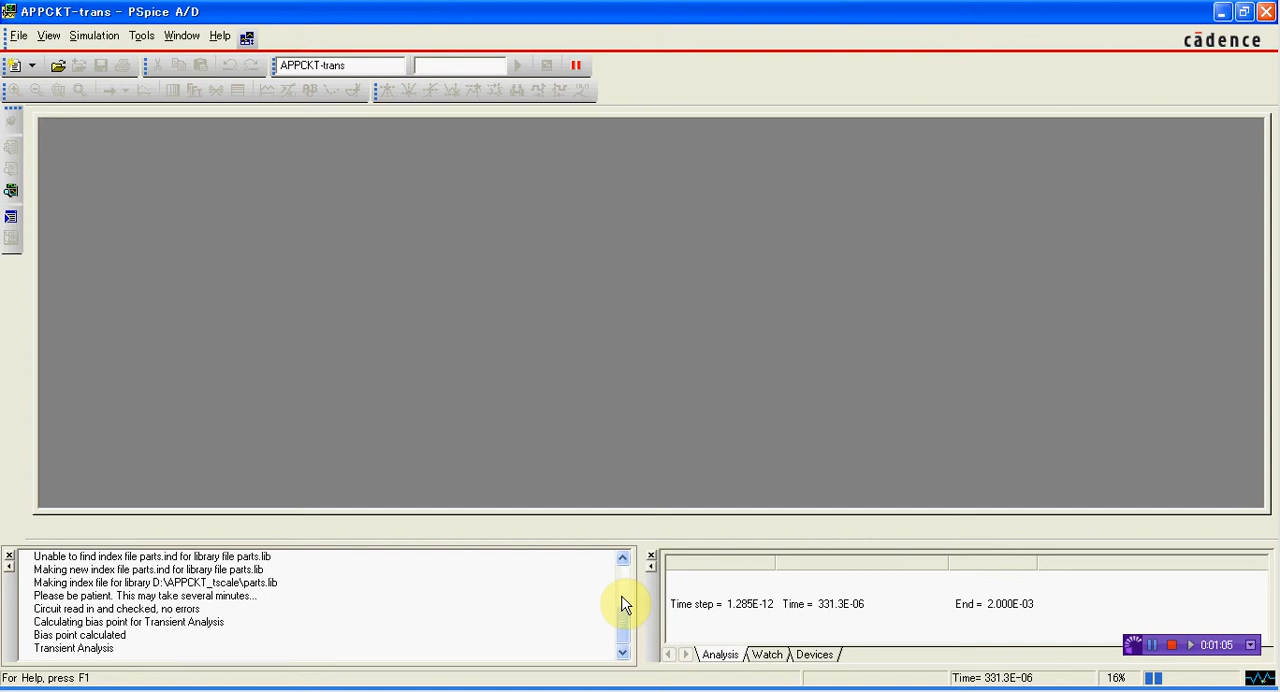 APPCKT-trans - PSpice A/D
File View Simulation Tools Window Help
cādence
APPCKT-trans
Unable to find index file parts.ind for library file parts.lib
Making new index file parts.ind for library file parts.lib
Making index file for library D:\APPCKT_tscale\parts.lib
Please be patient. This may take several minutes...
Circuit read in and checked, no errors
Calculating bias point for Transient Analysis
Bias point calculated
Transient Analysis
Time step = 1.285E-12 Time = 331.3E-06 End = 2.000E-03
0:01:05
Analysis Watch Devices
For Help, press F1 Time= 331.3E-06 16%